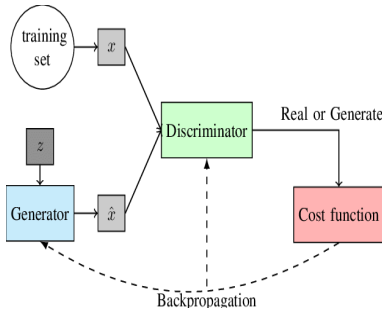 training
set
x
Discriminator
Real or Generate
z
Generator
x̂
Cost function
Backpropagation